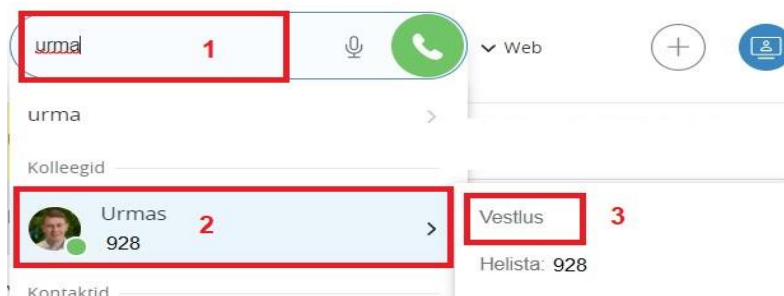 urma
1
Web
urma
Kolleegid
Urmas
928
2
Vestlus
3
Helista: 928
Kontaktid